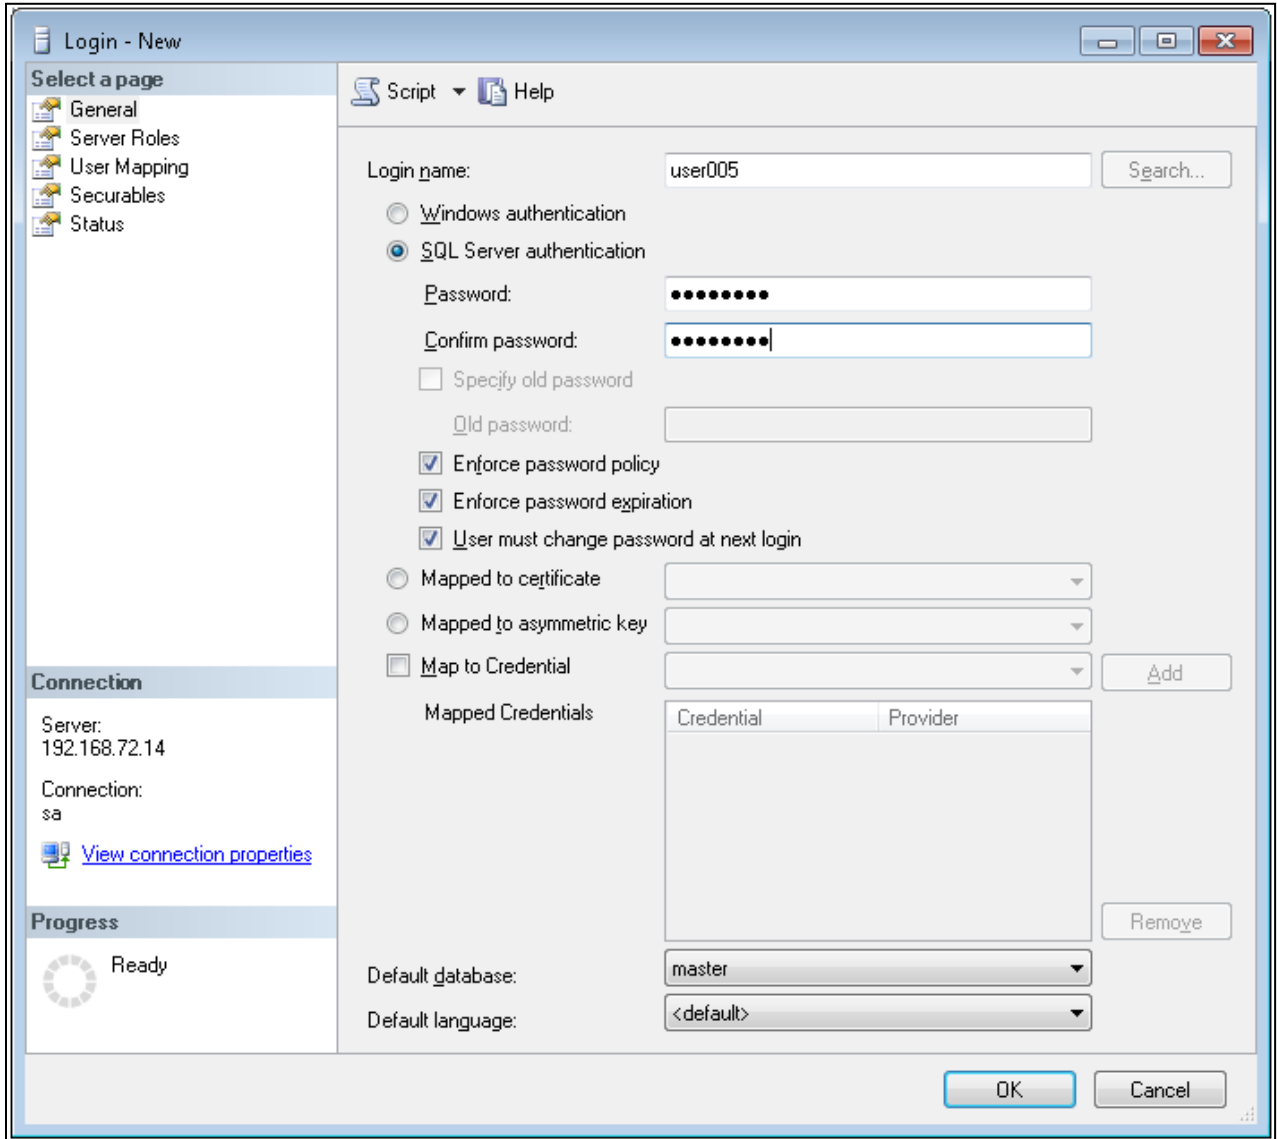 Login - New
Select a page
General
Server Roles
User Mapping
Securables
Status
Script
Help
Login name:
user005
Search...
Windows authentication
SQL Server authentication
Password:
●●●●●●●●
Confirm password:
●●●●●●●●
Specify old password
Old password:
Enforce password policy
Enforce password expiration
User must change password at next login
Mapped to certificate
Mapped to asymmetric key
Map to Credential
Add
Mapped Credentials
Credential
Provider
Remove
Default database:
master
Default language:
<default>
Connection
Server:
192.168.72.14
Connection:
sa
View connection properties
Progress
Ready
OK
Cancel